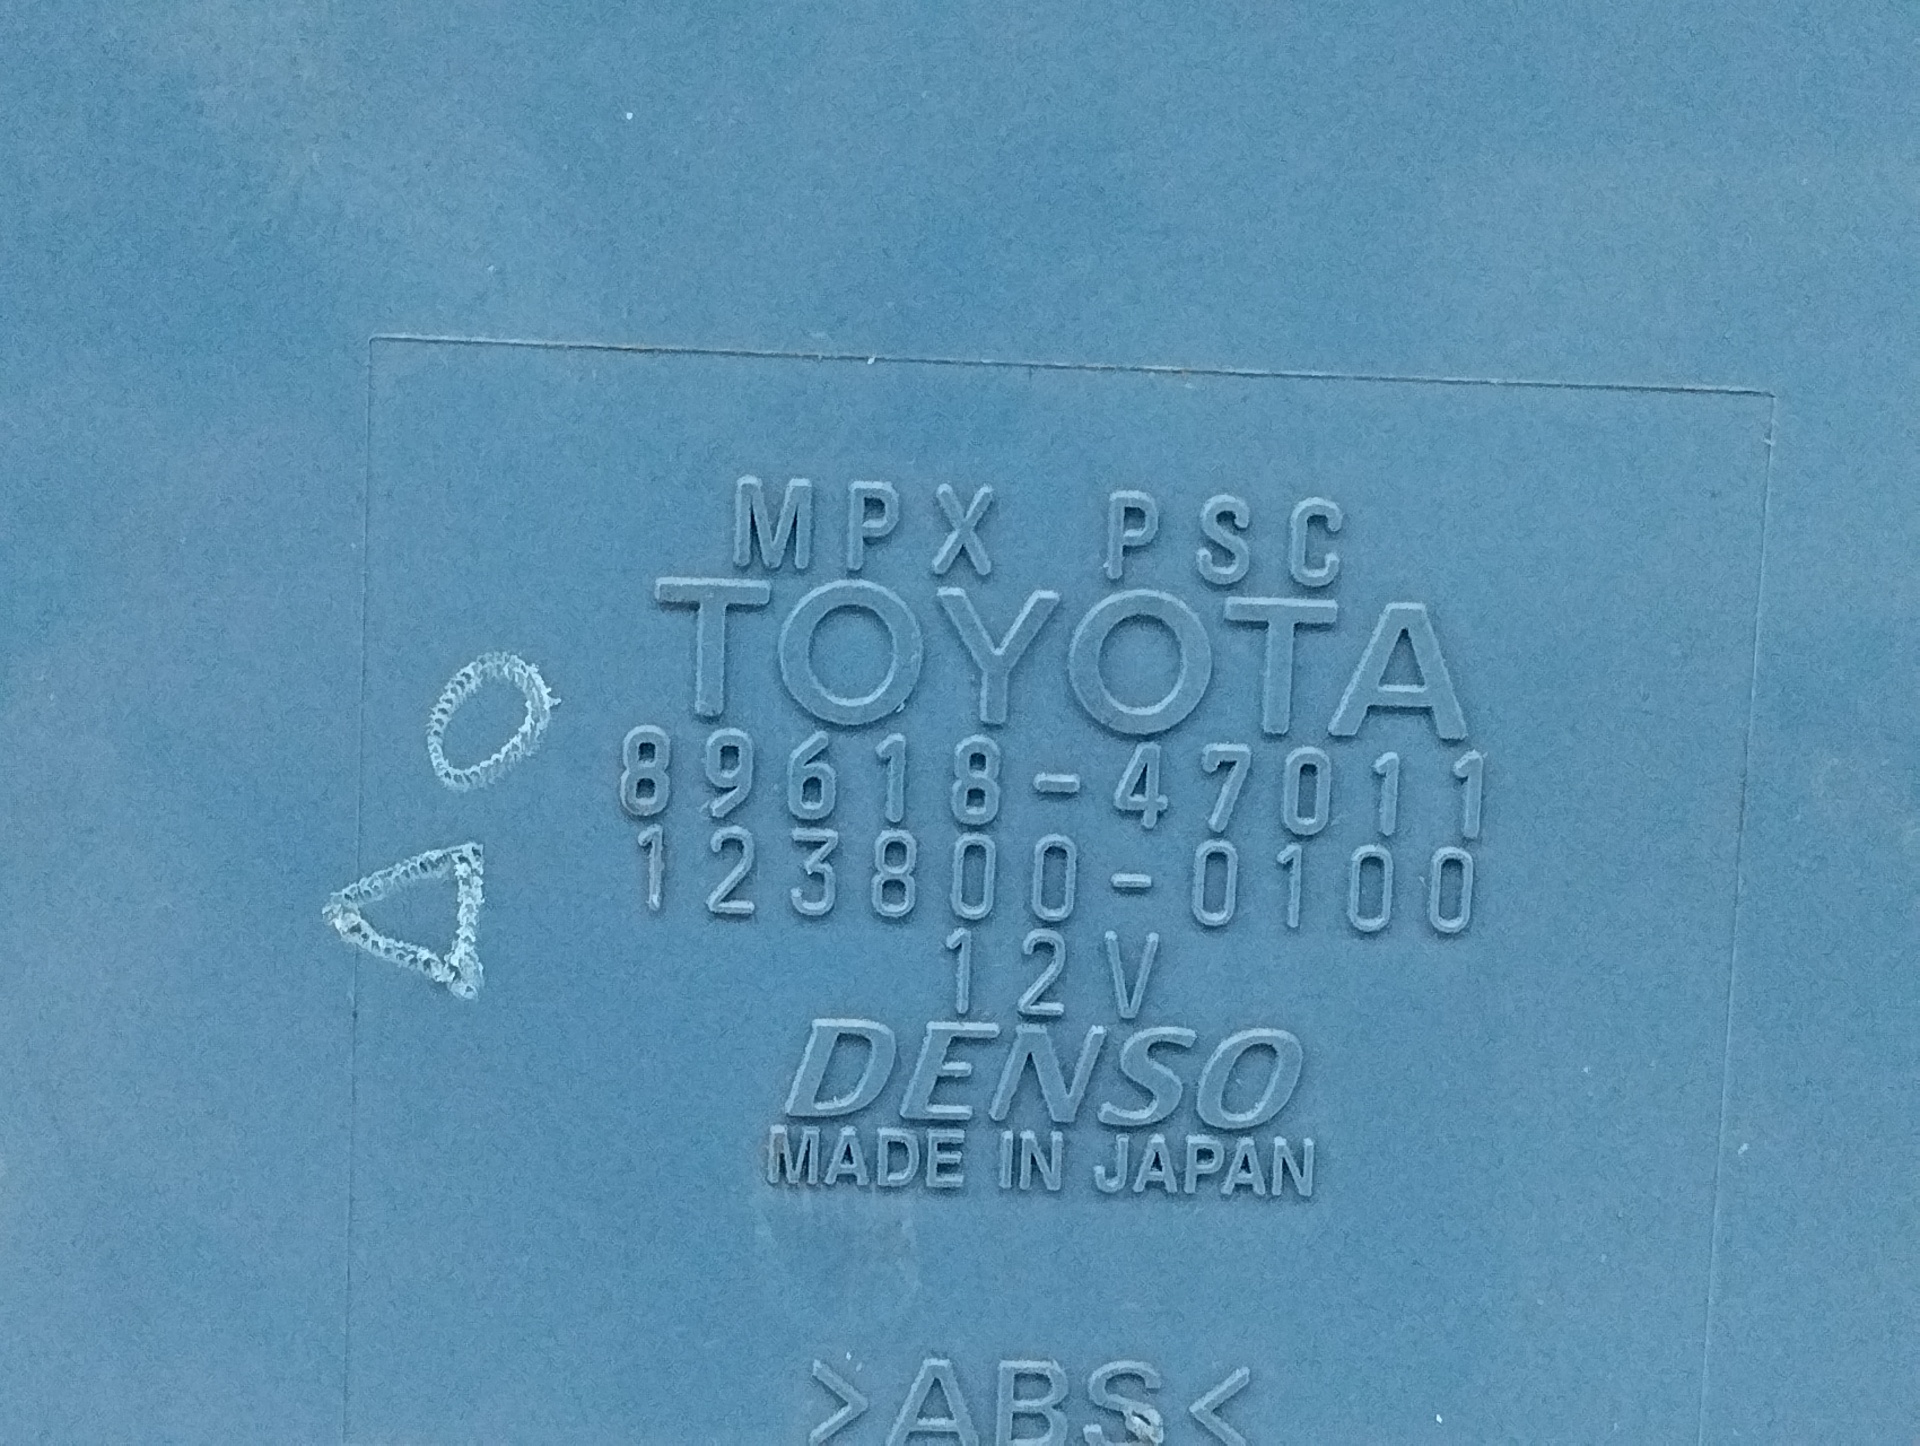 MPX PSC
TOYOTA
89618-47011
123800-0100
12V
DENSO
MADE IN JAPAN
>ABS<